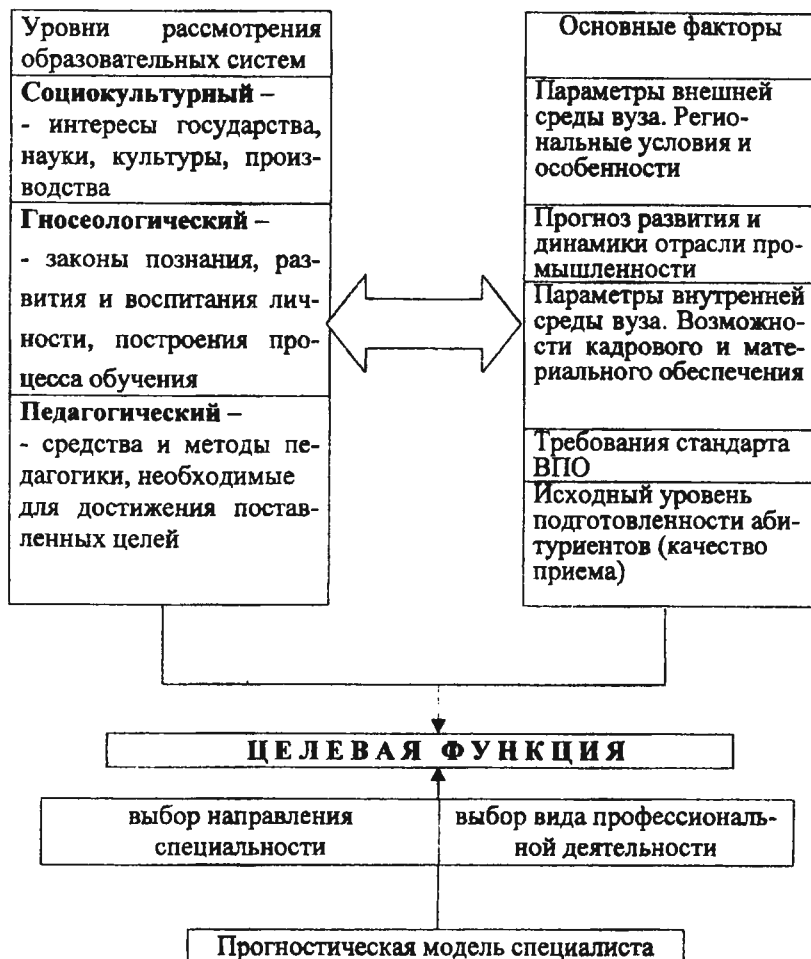 Уровни рассмотрения
образовательных систем
Социокультурный –
- интересы государства,
науки, культуры, произ-
водства
Гносеологический –
- законы познания, раз-
вития и воспитания лич-
ности, построения про-
цесса обучения
Педагогический –
- средства и методы пе-
дагогики, необходимые
для достижения постав-
ленных целей
Основные факторы
Параметры внешней
среды вуза. Регио-
нальные условия и
особенности
Прогноз развития и
динамики отрасли про-
мышленности
Параметры внутренней
среды вуза. Возможно-
сти кадрового и мате-
риального обеспечения
Требования стандарта
ВПО
Исходный уровень
подготовленности аби-
туриентов (качество
приема)
ЦЕЛЕВАЯ ФУНКЦИЯ
выбор направления
специальности
выбор вида профессиональ-
ной деятельности
Прогностическая модель специалиста